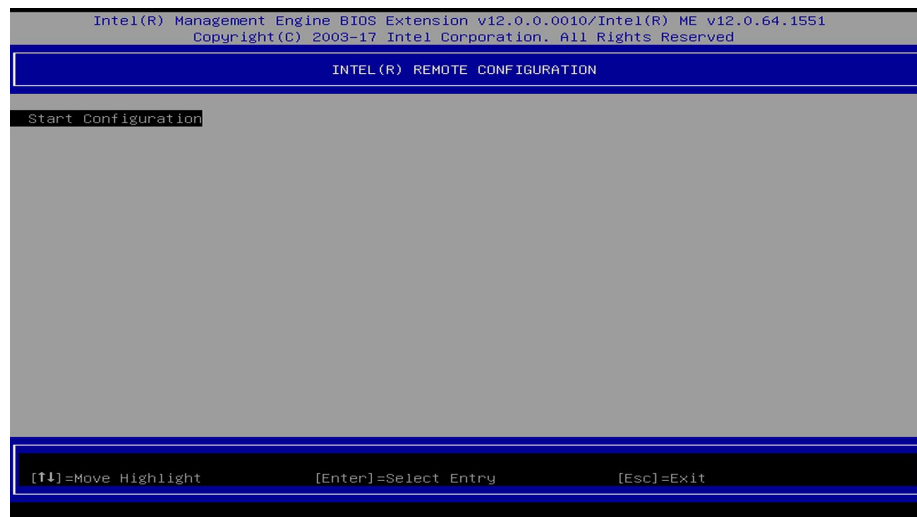 Intel(R) Management Engine BIOS Extension v12.0.0.0010/Intel(R) ME v12.0.64.1551
Copyright(C) 2003-17 Intel Corporation. All Rights Reserved
INTEL(R) REMOTE CONFIGURATION
Start Configuration
[↑↓]=Move Highlight [Enter]=Select Entry [Esc]=Exit